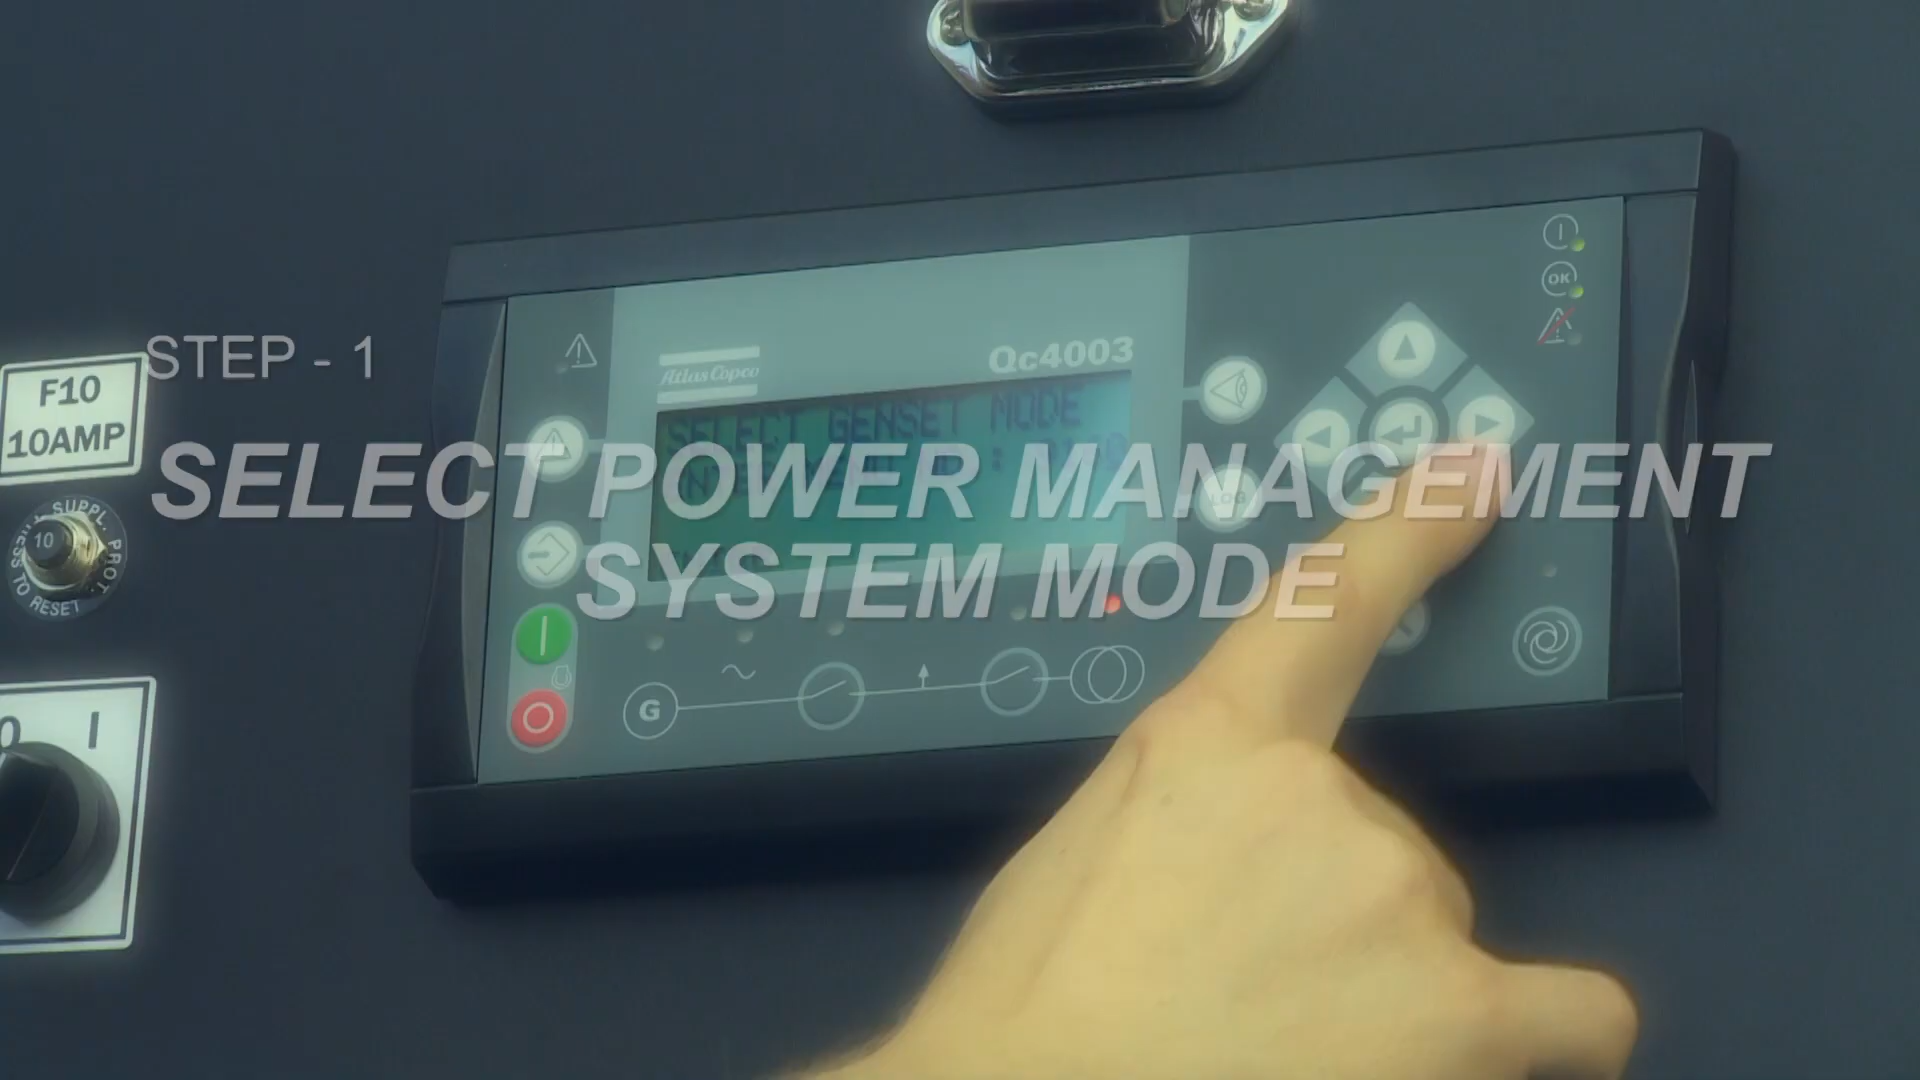 STEP - 1
SELECT POWER MANAGEMENT
SYSTEM MODE
Atlas Copco
Qc4003
SELECT GENSET MODE
F10
10AMP
LOG
OK
10
SUPPL. PROT.
TO RESET
G
O I